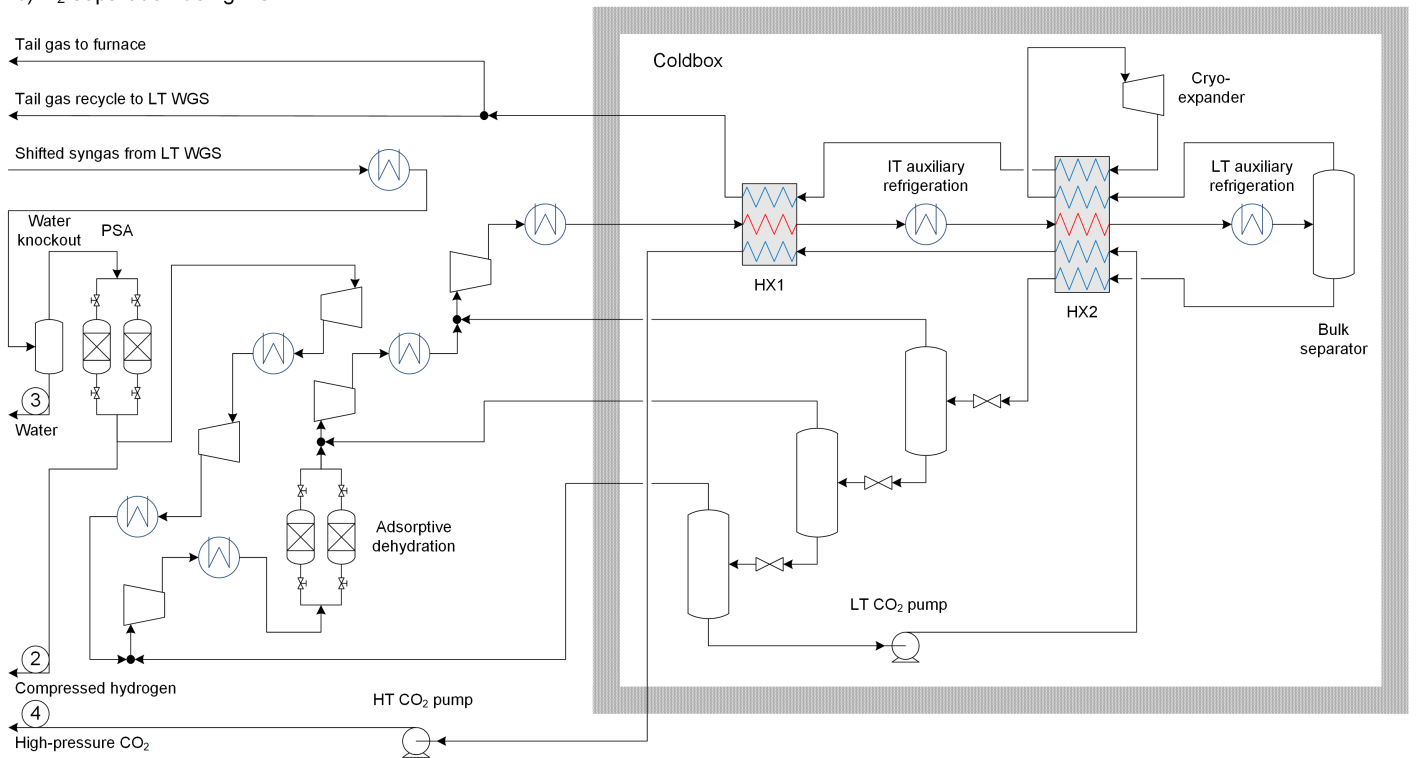 Tail gas to furnace
Coldbox
Cryo-
expander
Tail gas recycle to LT WGS
Shifted syngas from LT WGS
IT auxiliary
refrigeration
LT auxiliary
refrigeration
Water
knockout
PSA
HX1
HX2
Bulk
separator
3
Water
Adsorptive
dehydration
LT CO₂ pump
2
Compressed hydrogen
HT CO₂ pump
4
High-pressure CO₂